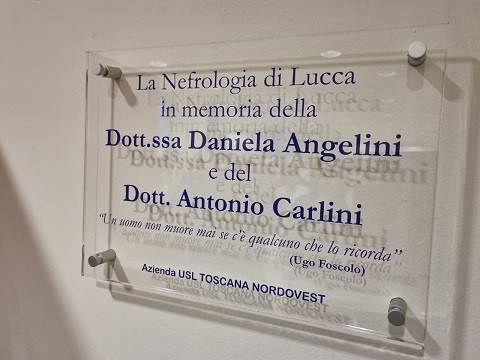 La Nefrologia di Lucca
in memoria della
Dott.ssa Daniela Angelini
e del
Dott. Antonio Carlini
"Un uomo non muore mai se c'è qualcuno che lo ricorda"
(Ugo Foscolo)
Azienda USL TOSCANA NORDOVEST